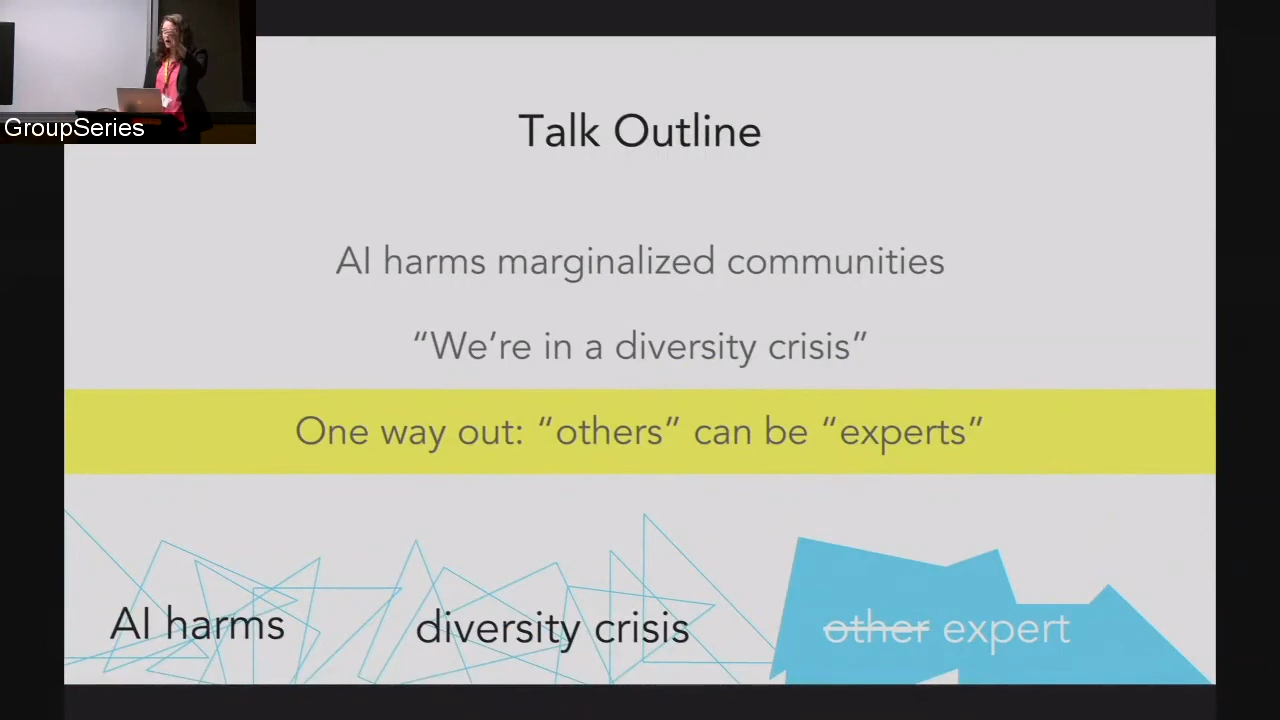 GroupSeries
Talk Outline
AI harms marginalized communities
“We’re in a diversity crisis”
One way out: “others” can be “experts”
AI harms
diversity crisis
other expert